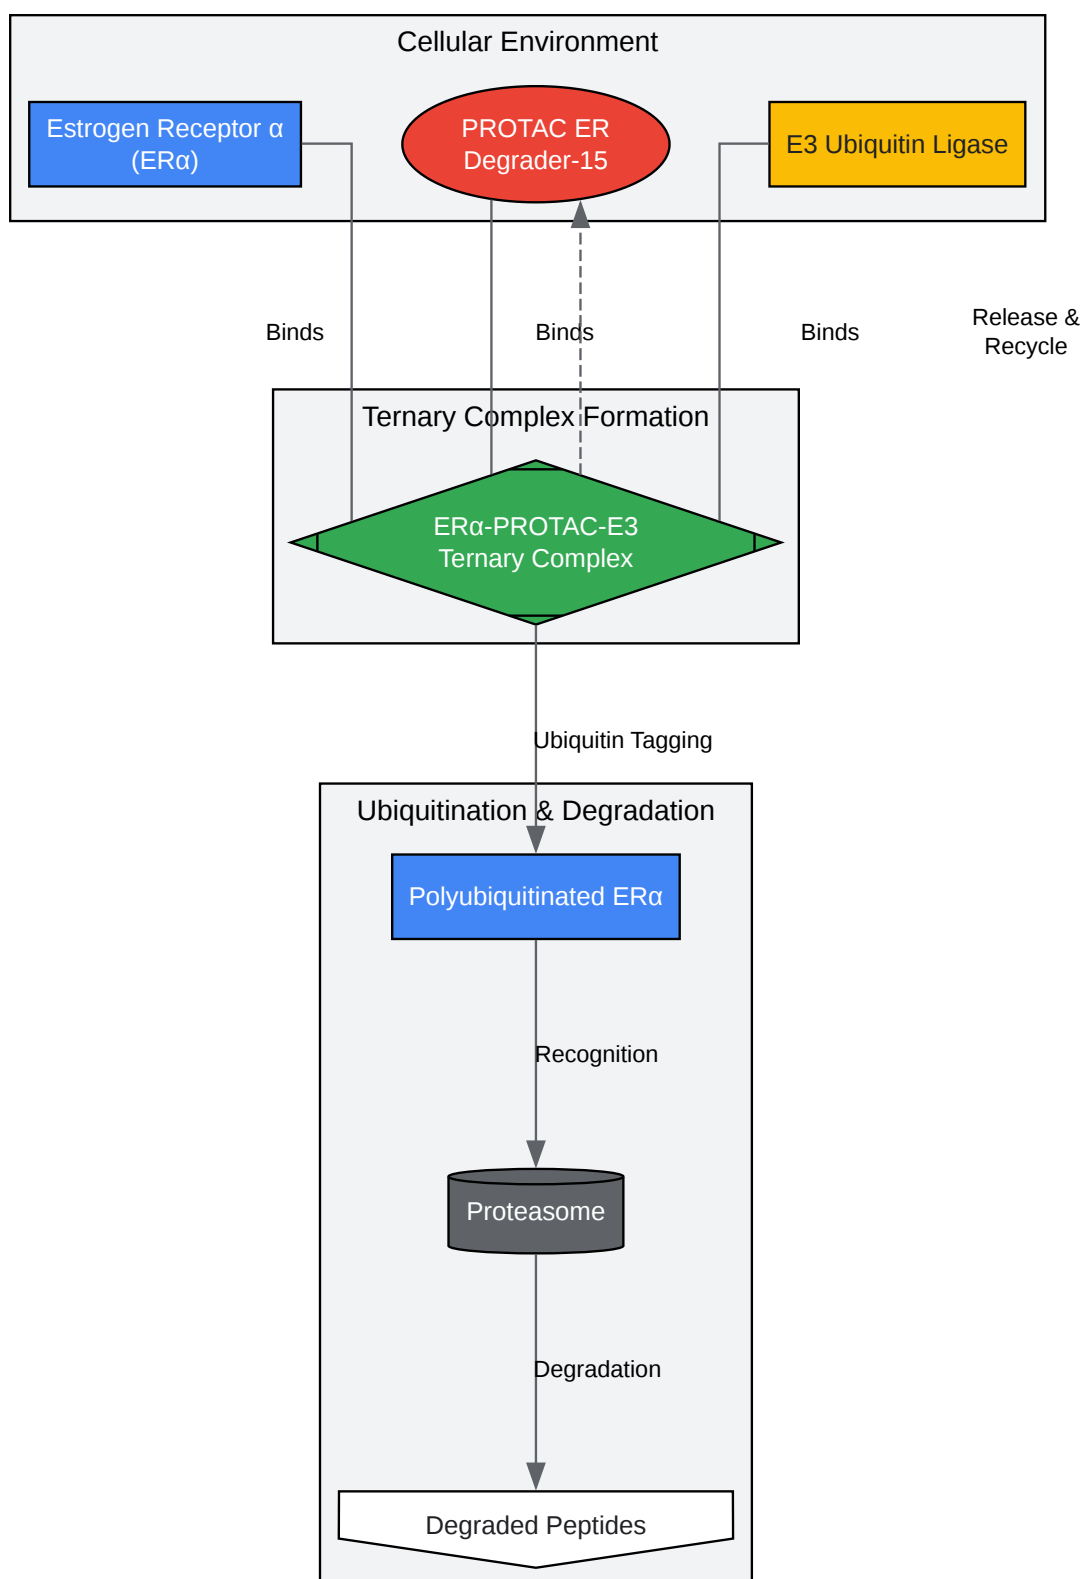 Cellular Environment
Estrogen Receptor α
(ERα)
PROTAC ER
Degrader-15
E3 Ubiquitin Ligase
Binds
Binds
Binds
Release &
Recycle
Ternary Complex Formation
ERα-PROTAC-E3
Ternary Complex
Ubiquitin Tagging
Ubiquitination & Degradation
Polyubiquitinated ERα
Recognition
Proteasome
Degradation
Degraded Peptides